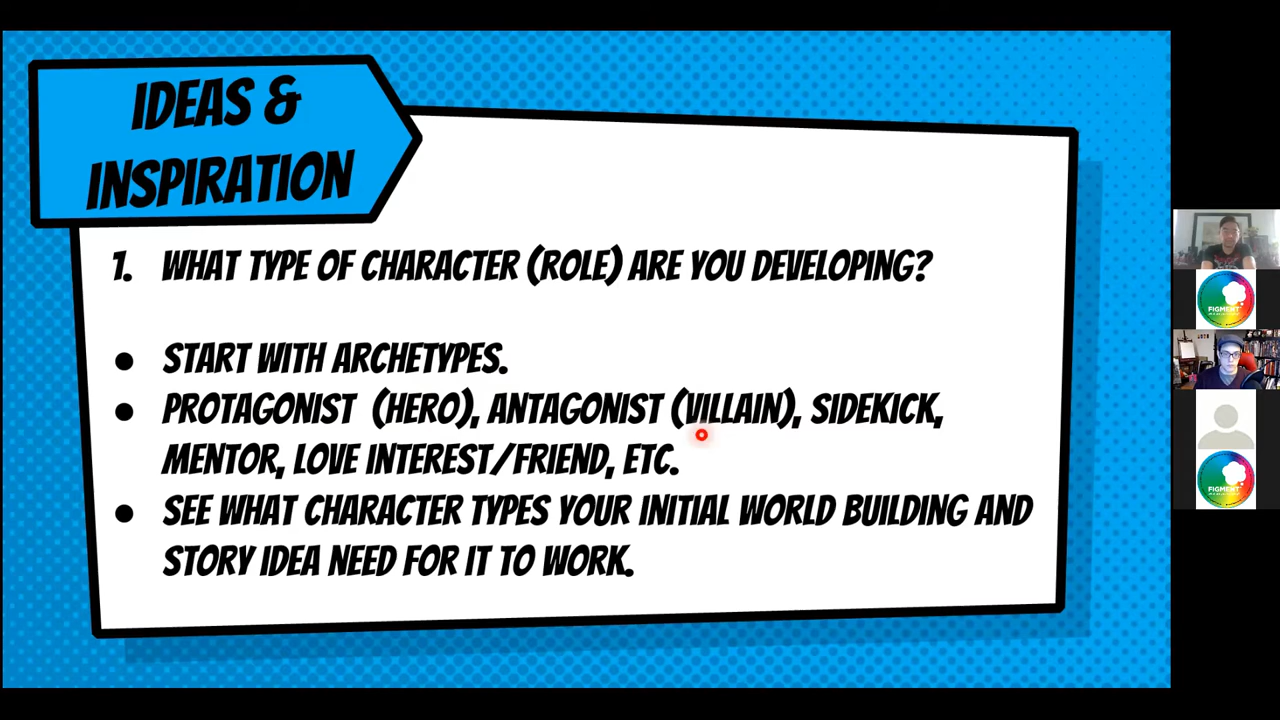 IDEAS &
INSPIRATION
1. WHAT TYPE OF CHARACTER (ROLE) ARE YOU DEVELOPING?
● START WITH ARCHETYPES.
● PROTAGONIST (HERO), ANTAGONIST (VILLAIN), SIDEKICK,
MENTOR, LOVE INTEREST/FRIEND, ETC.
● SEE WHAT CHARACTER TYPES YOUR INITIAL WORLD BUILDING AND
STORY IDEA NEED FOR IT TO WORK.
FIGMENT
FIGMENT